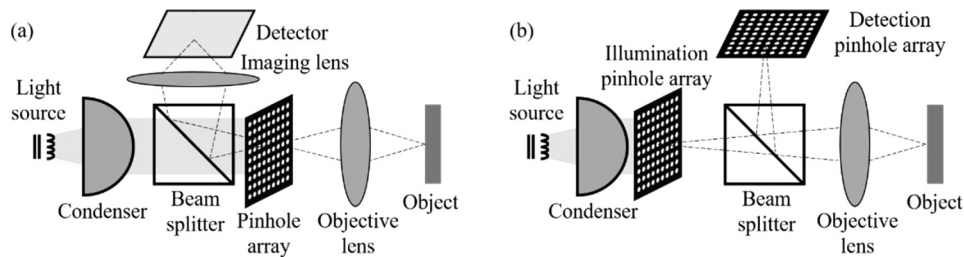 (a)
Detector
Imaging lens
Light
source
Condenser
Beam
splitter
Pinhole
array
Objective
lens
Object
(b)
Detection
pinhole array
Illumination
pinhole array
Light
source
Condenser
Beam
splitter
Objective
lens
Object